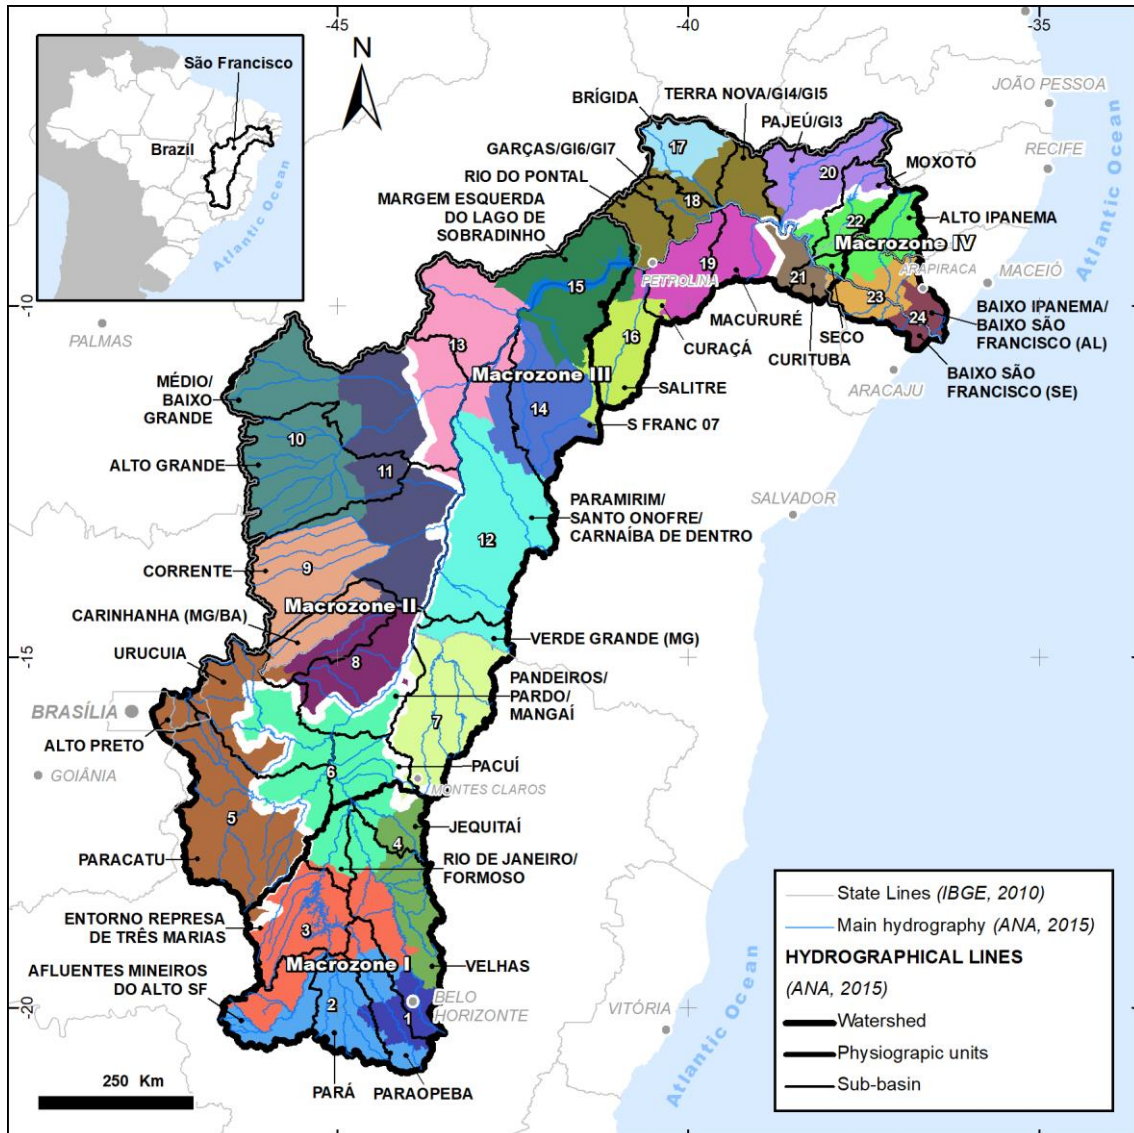 -45
-40
-35
São Francisco
Brazil
Atlantic Ocean
N
BRÍGIDA
TERRA NOVA/GI4/GI5
JOÃO PESSOA
PAJEÚ/GI3
GARÇAS/GI6/GI7
RIO DO PONTAL
MOXOTÓ
RECIFE
Atlantic Ocean
MARGEM ESQUERDA
DO LAGO DE
SOBRADINHO
17
18
20
22
ALTO IPANEMA
Macrozone IV
ARAPIRACA
MACEIÓ
PETROLINA
19
21
23
24
15
16
-10
PALMAS
MACURURÉ
CURAÇÁ
SECO
CURITUBA
BAIXO IPANEMA/
BAIXO SÃO
FRANCISCO (AL)
BAIXO SÃO
FRANCISCO (SE)
ARACAJU
13
Macrozone III
14
SALITRE
S FRANC 07
MÉDIO/
BAIXO
GRANDE
10
11
ALTO GRANDE
SALVADOR
PARAMIRIM/
SANTO ONOFRE/
CARNAÍBA DE DENTRO
12
CORRENTE
9
Macrozone II
CARINHANHA (MG/BA)
VERDE GRANDE (MG)
URUCUIA
8
-15
PANDEIROS/
PARDO/
MANGAÍ
7
BRASÍLIA
ALTO PRETO
GOIÂNIA
6
PACUÍ
MONTES CLAROS
5
JEQUITAÍ
4
PARACATU
RIO DE JANEIRO/
FORMOSO
ENTORNO REPRESA
DE TRÊS MARIAS
3
Macrozone I
VELHAS
AFLUENTES MINEIROS
DO ALTO SF
2
1
BELO
HORIZONTE
-20
VITÓRIA
Atlantic Ocean
PARÁ
PARAOPEBA
250 Km
State Lines (IBGE, 2010)
Main hydrography (ANA, 2015)
HYDROGRAPHICAL LINES
(ANA, 2015)
Watershed
Physiograpic units
Sub-basin